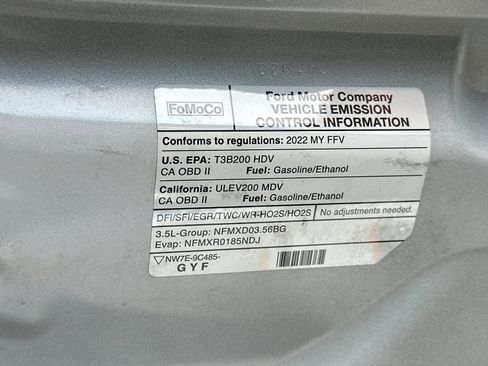 FoMoCo
Ford Motor Company
VEHICLE EMISSION
CONTROL INFORMATION
Conforms to regulations: 2022 MY FFV
U.S. EPA: T3B200 HDV
CA OBD II Fuel: Gasoline/Ethanol
California: ULEV200 MDV
CA OBD II Fuel: Gasoline/Ethanol
DFI/SFI/EGR/TWC/WR-HO2S/HO2S No adjustments needed.
3.5L-Group: NFMXD03.56BG
Evap: NFMXR0185NDJ
NW7E-9C485-
GYF